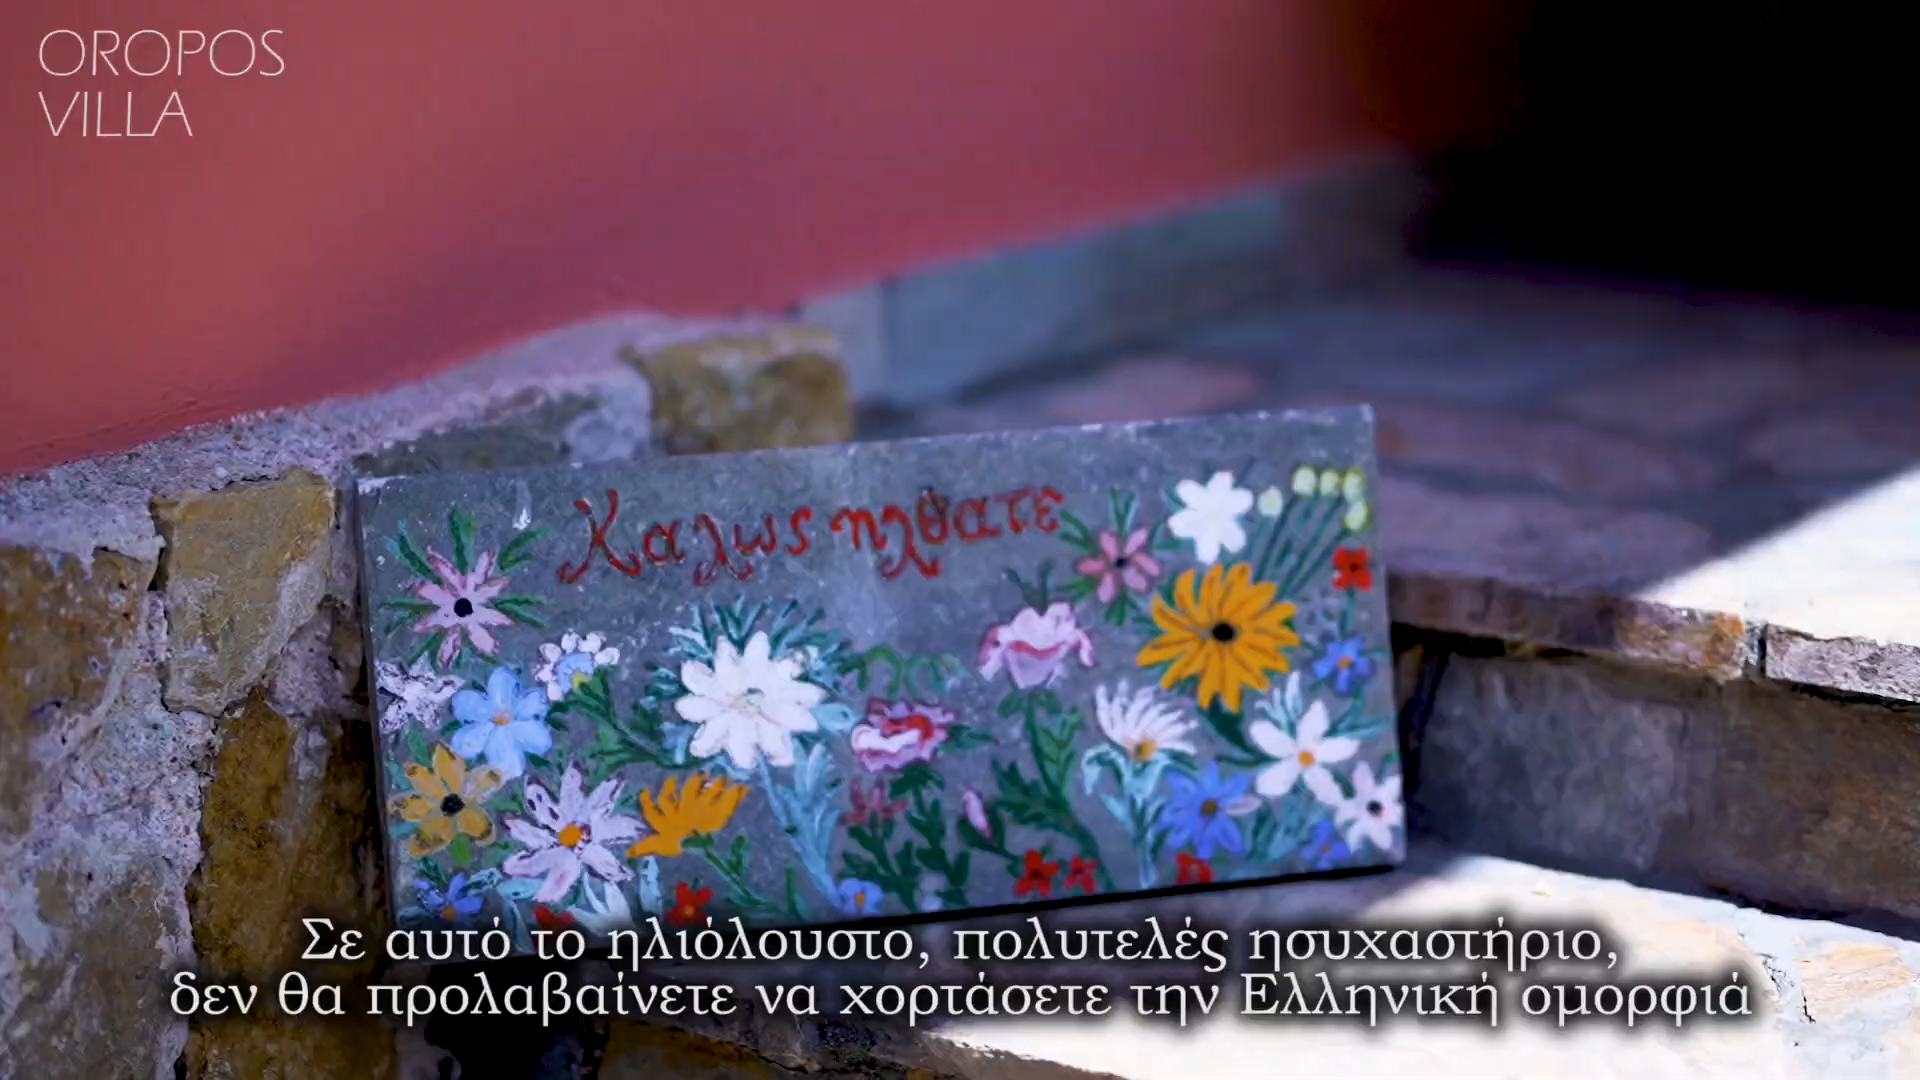 OROPOS
VILLA
Καλως ηλθατε
Σε αυτό το ηλιόλουστο, πολυτελές ησυχαστήριο,
δεν θα προλαβαίνετε να χορτάσετε την Ελληνική ομορφιά